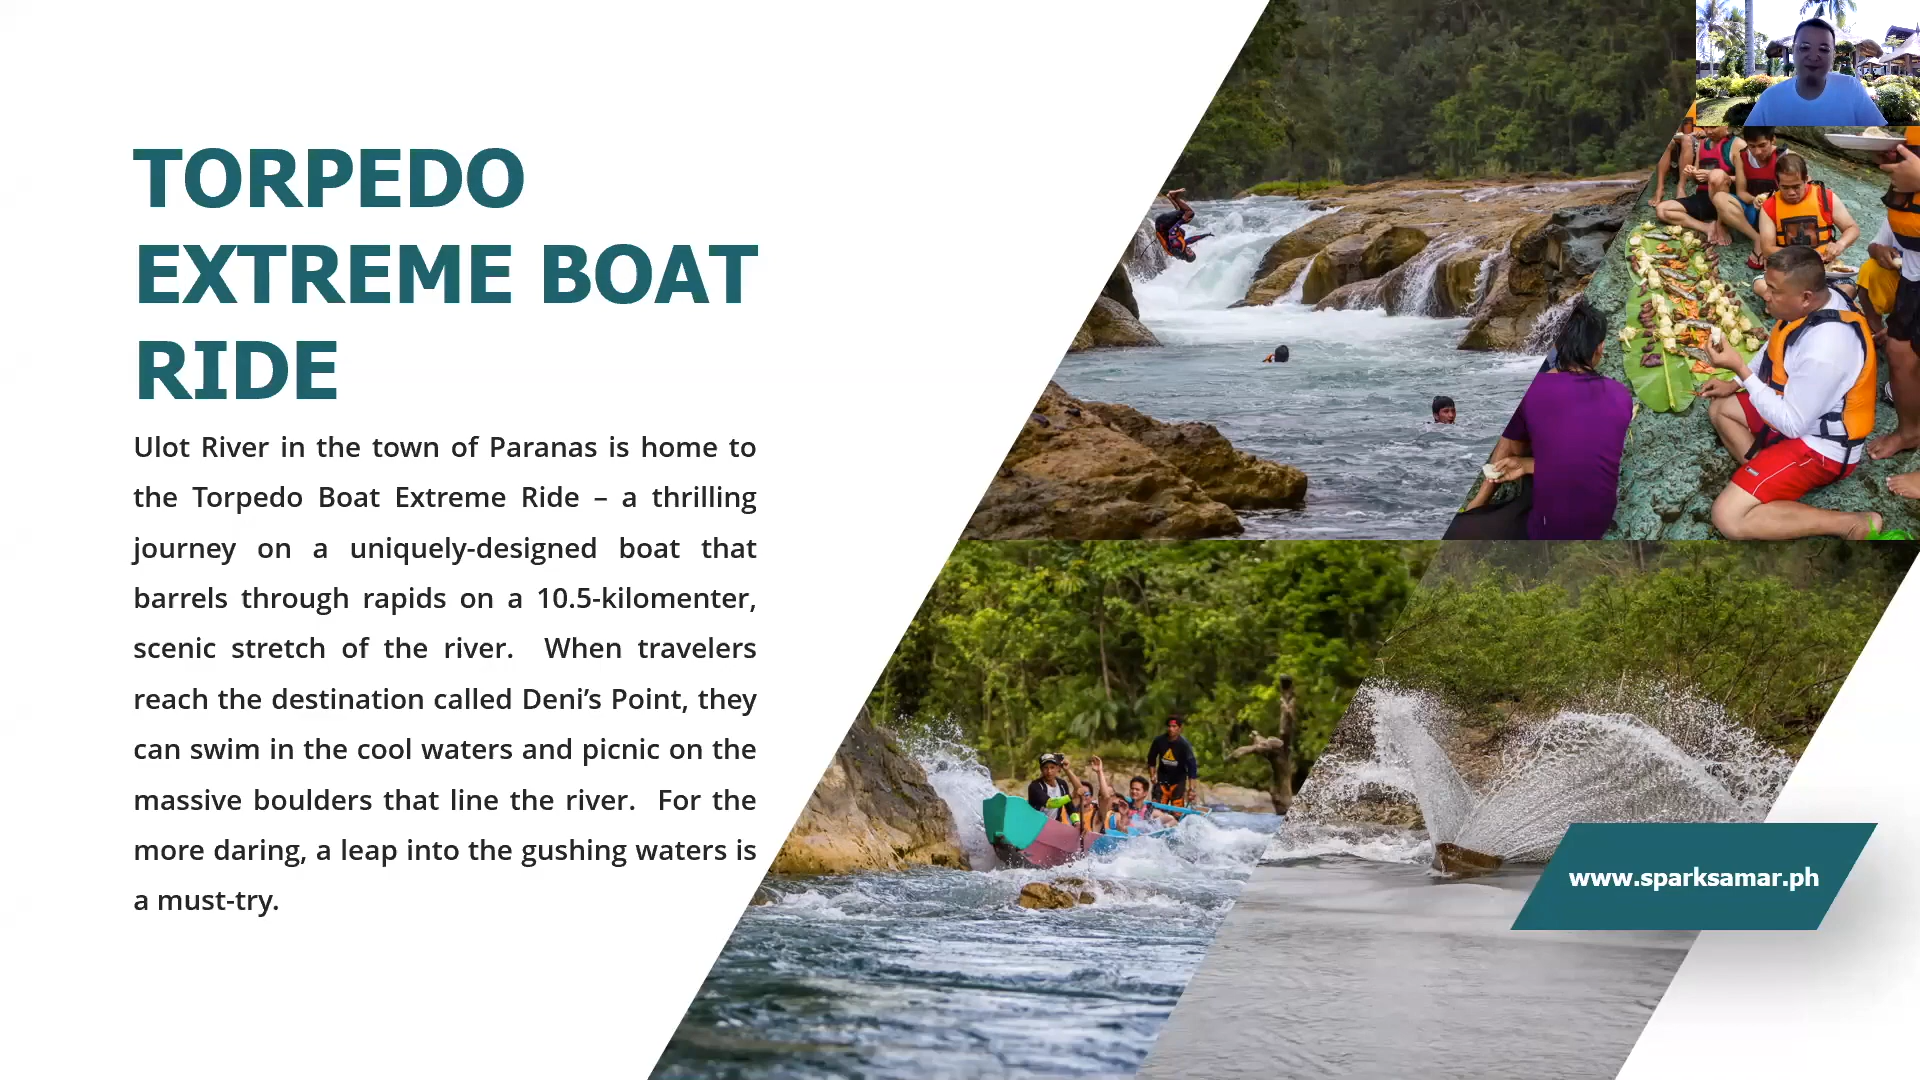 TORPEDO
EXTREME BOAT
RIDE
Ulot River in the town of Paranas is home to
the Torpedo Boat Extreme Ride – a thrilling
journey on a uniquely-designed boat that
barrels through rapids on a 10.5-kilomenter,
scenic stretch of the river.  When travelers
reach the destination called Deni’s Point, they
can swim in the cool waters and picnic on the
massive boulders that line the river.  For the
more daring, a leap into the gushing waters is
a must-try.
www.sparksamar.ph